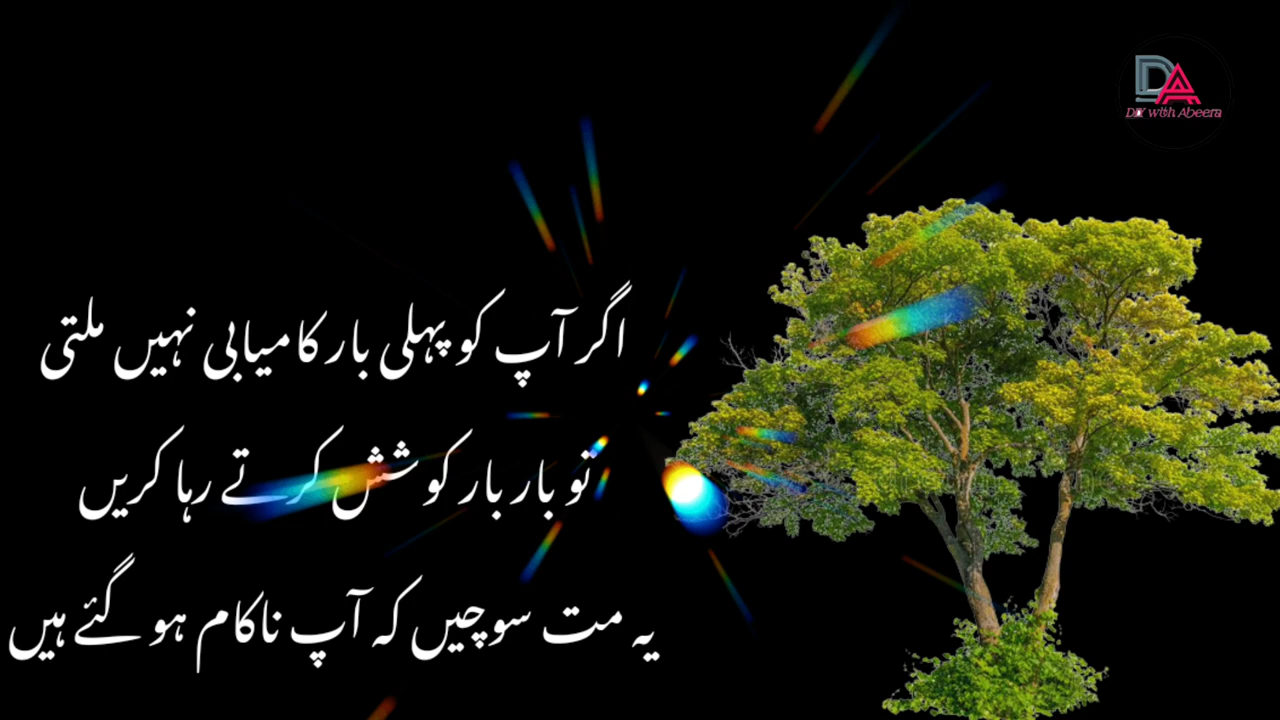 DA
DIY with Abeera
اگر آپ کو پہلی بار کامیابی نہیں ملتی
تو بار بار کوشش کرتے رہا کریں
یہ مت سوچیں کہ آپ ناکام ہو گئے ہیں